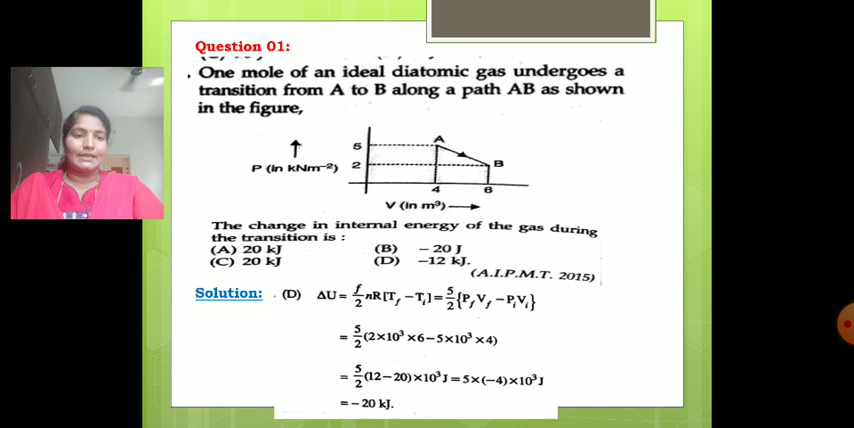 Question 01:
One mole of an ideal diatomic gas undergoes a
transition from A to B along a path AB as shown
in the figure,
↑
P (in kNm⁻²)
5
2
A
B
4
6
V (in m³) ⟶
The change in internal energy of the gas during
the transition is :
(A) 20 kJ (B) – 20 J
(C) 20 kJ (D) –12 kJ.
(A.I.P.M.T. 2015)
Solution: . (D) ΔU = f/2 nR[T_f – T_i] = 5/2 {P_f V_f – P_i V_i}
= 5/2 (2×10³ ×6–5×10³ ×4)
= 5/2 (12–20)×10³ J = 5×(–4)×10³ J
= – 20 kJ.